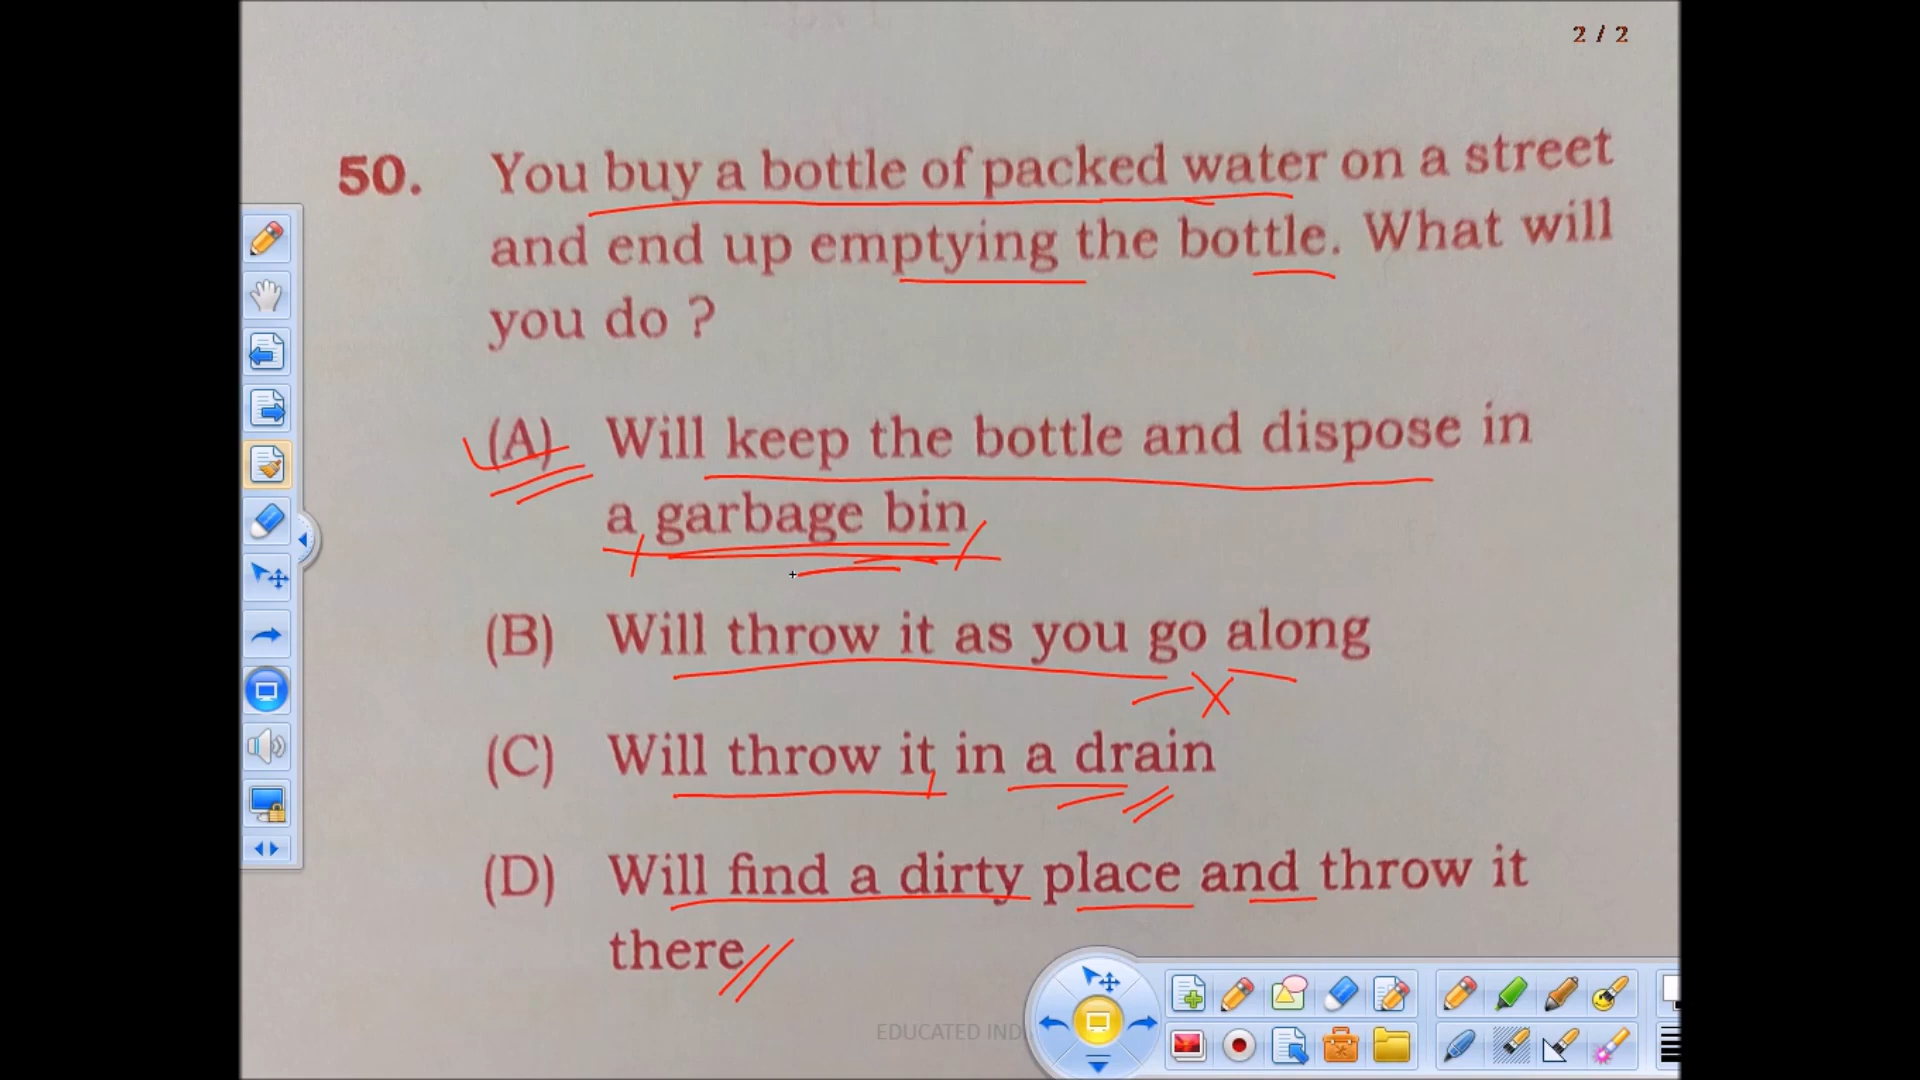 2 / 2
50. You buy a bottle of packed water on a street
and end up emptying the bottle. What will
you do ?
(A) Will keep the bottle and dispose in
a garbage bin
(B) Will throw it as you go along
(C) Will throw it in a drain
(D) Will find a dirty place and throw it
there
EDUCATED